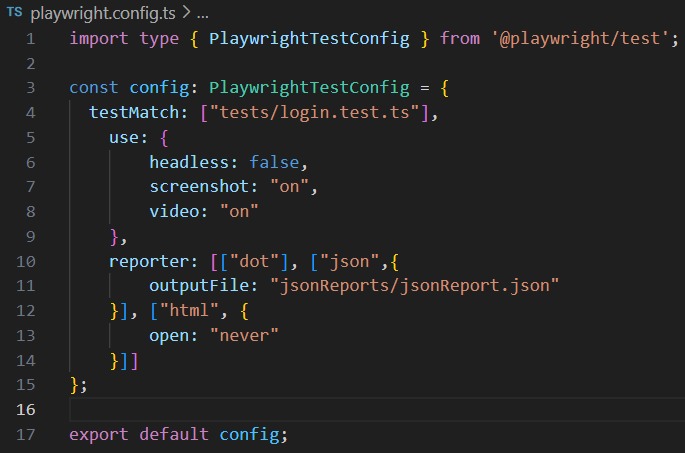 TS playwright.config.ts > ...
1 import type { PlaywrightTestConfig } from '@playwright/test';
2
3 const config: PlaywrightTestConfig = {
4 testMatch: ["tests/login.test.ts"],
5 use: {
6 headless: false,
7 screenshot: "on",
8 video: "on"
9 },
10 reporter: [["dot"], ["json",{
11 outputFile: "jsonReports/jsonReport.json"
12 }], ["html", {
13 open: "never"
14 }]]
15 };
16
17 export default config;